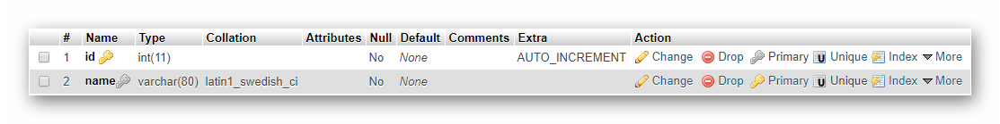 # Name Type Collation Attributes Null Default Comments Extra Action
1 id int(11) No None AUTO_INCREMENT Change Drop Primary U Unique Index More
2 name varchar(80) latin1_swedish_ci No None Change Drop Primary U Unique Index More